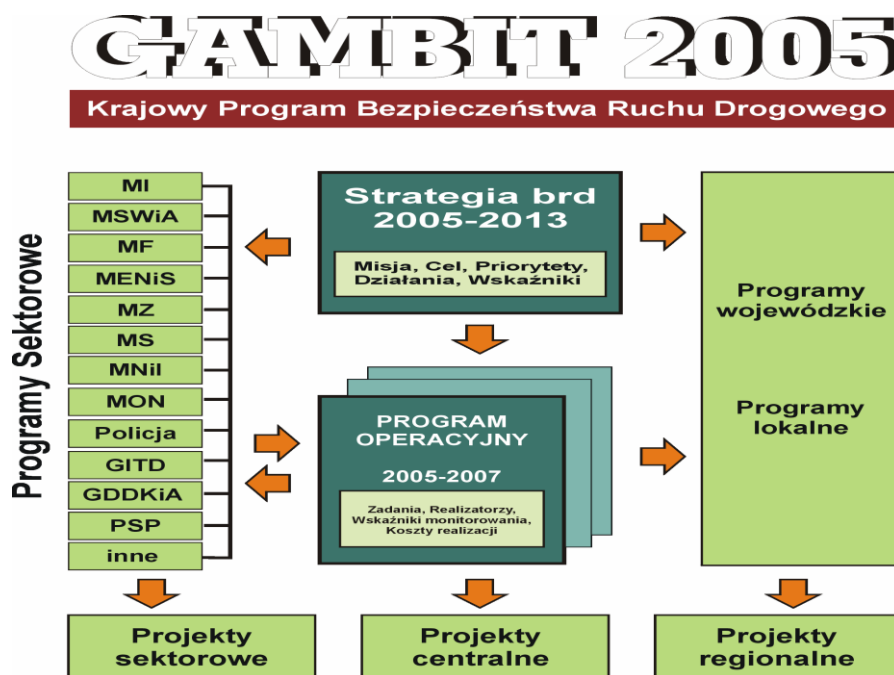 GAMBIT 2005
Krajowy Program Bezpieczeństwa Ruchu Drogowego
Programy Sektorowe
MI
MSWiA
MF
MENiS
MZ
MS
MNiI
MON
Policja
GITD
GDDKiA
PSP
inne
Strategia brd
2005-2013
Misja, Cel, Priorytety,
Działania, Wskaźniki
PROGRAM
OPERACYJNY
2005-2007
Zadania, Realizatorzy,
Wskaźniki monitorowania,
Koszty realizacji
Programy
wojewódzkie
Programy
lokalne
Projekty
sektorowe
Projekty
centralne
Projekty
regionalne